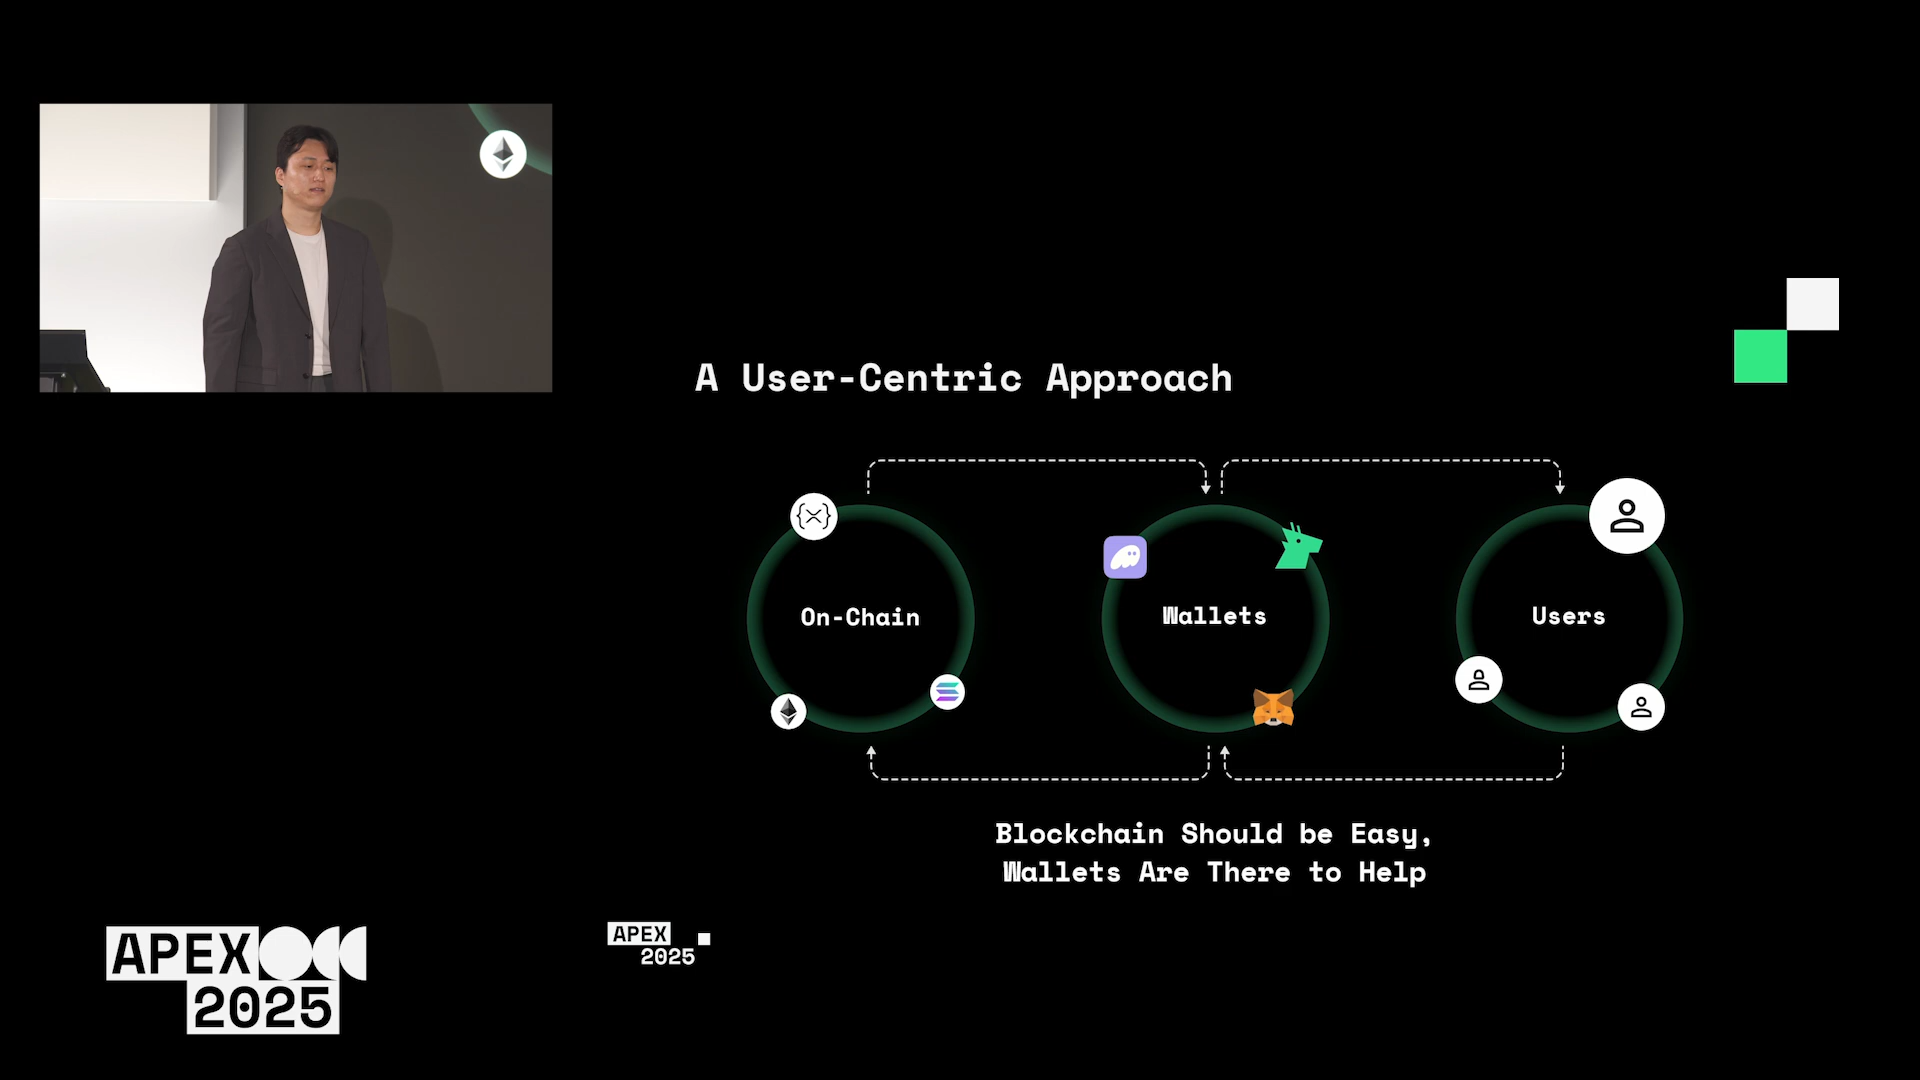 A User-Centric Approach
On-Chain
Wallets
Users
Blockchain Should be Easy,
Wallets Are There to Help
APEX
2025
APEX
2025